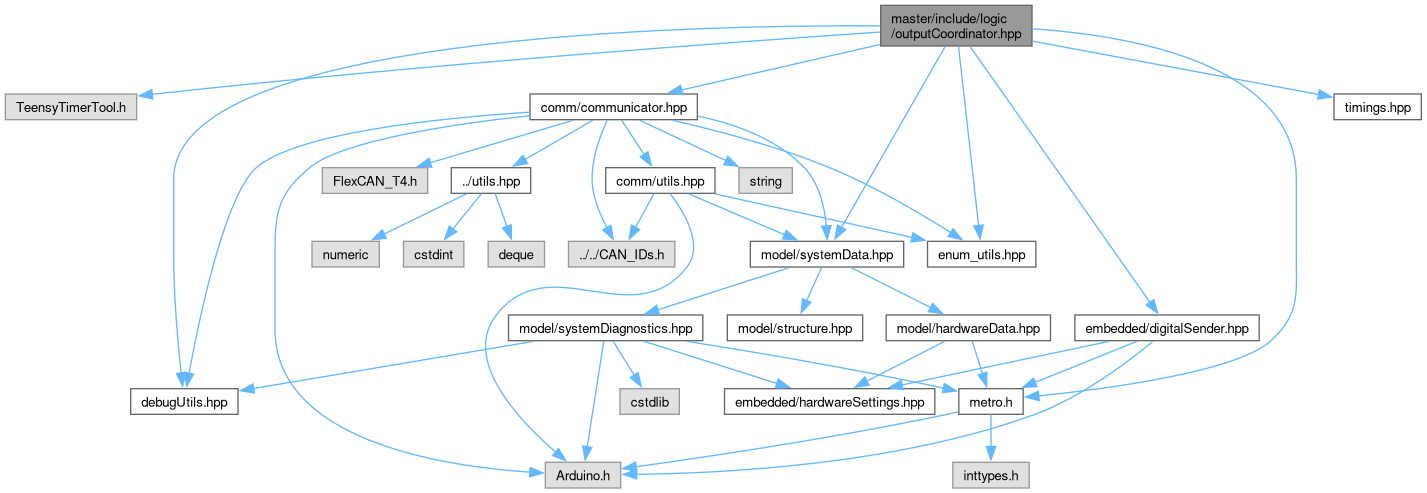 master/include/logic
/outputCoordinator.hpp
TeensyTimerTool.h
comm/communicator.hpp
timings.hpp
FlexCAN_T4.h
../utils.hpp
comm/utils.hpp
string
numeric
cstdint
deque
../../CAN_IDs.h
model/systemData.hpp
enum_utils.hpp
model/systemDiagnostics.hpp
model/structure.hpp
model/hardwareData.hpp
embedded/digitalSender.hpp
debugUtils.hpp
cstdlib
embedded/hardwareSettings.hpp
metro.h
Arduino.h
inttypes.h